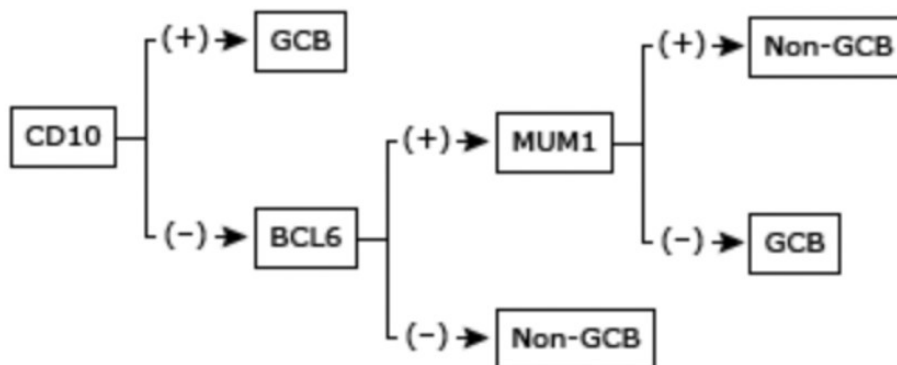 (+)
GCB
(+)
Non-GCB
CD10
(+)
MUM1
(-)
BCL6
(-)
GCB
(-)
Non-GCB